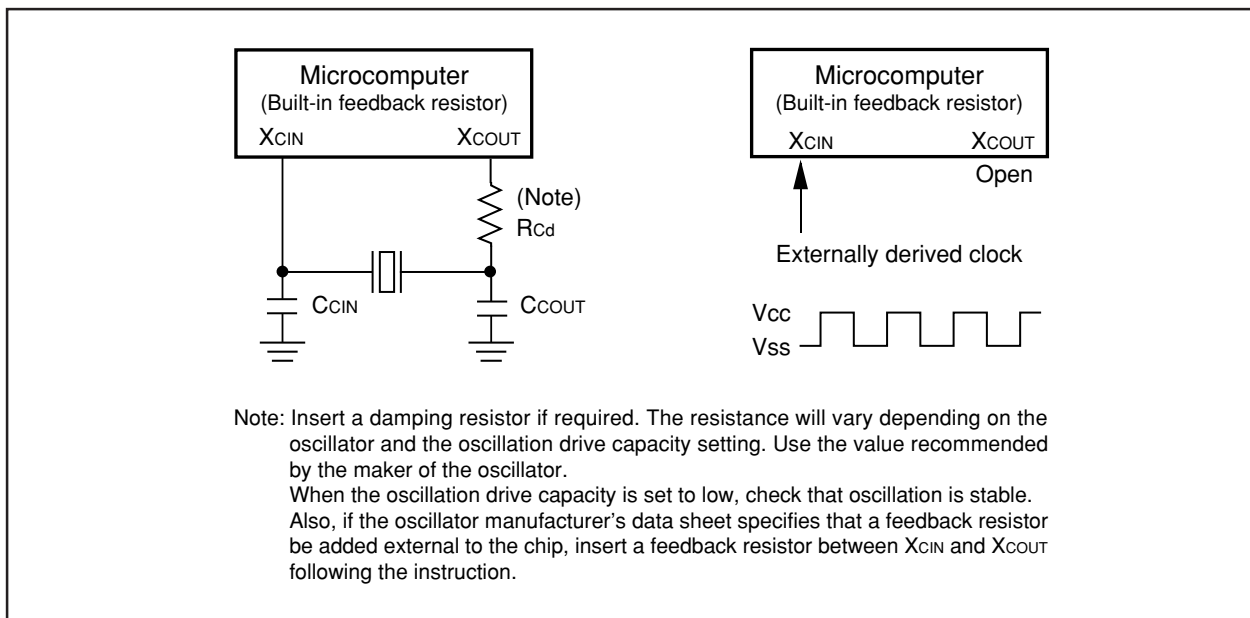 Microcomputer
(Built-in feedback resistor)
XCIN XCOUT
(Note)
RCd
CCIN
CCOUT
Microcomputer
(Built-in feedback resistor)
XCIN XCOUT
Open
Externally derived clock
Vcc
Vss
Note: Insert a damping resistor if required. The resistance will vary depending on the
oscillator and the oscillation drive capacity setting. Use the value recommended
by the maker of the oscillator.
When the oscillation drive capacity is set to low, check that oscillation is stable.
Also, if the oscillator manufacturer’s data sheet specifies that a feedback resistor
be added external to the chip, insert a feedback resistor between XCIN and XCOUT
following the instruction.